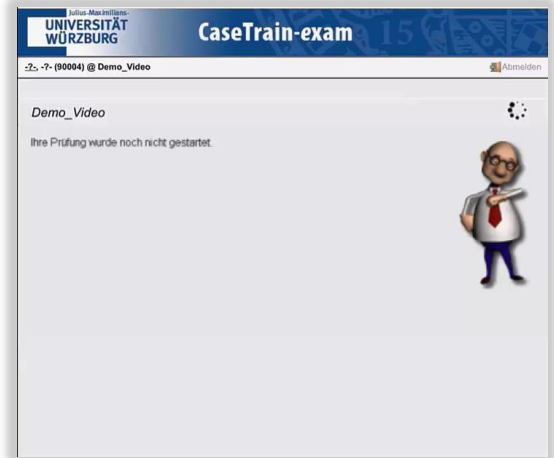 Julius-Maximilians-
UNIVERSITÄT
WÜRZBURG
CaseTrain-exam
-?-, -?- (90004) @ Demo_Video
Abmelden
Demo_Video
Ihre Prüfung wurde noch nicht gestartet.